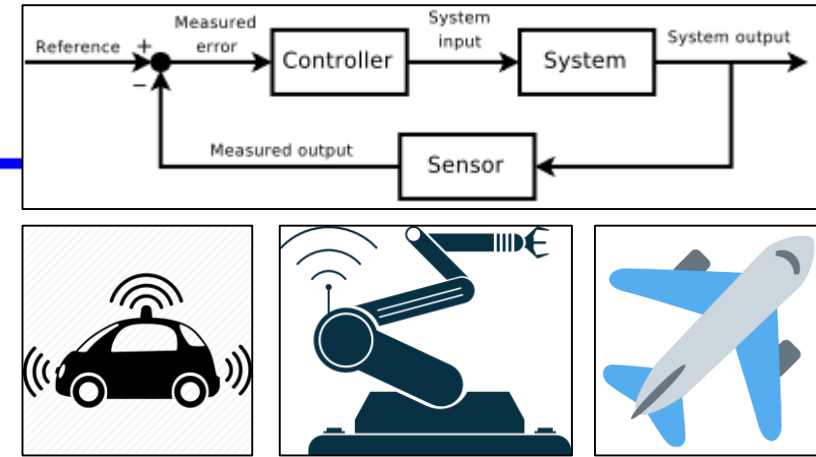 Reference
+
−
Measured
error
Controller
System
input
System
System output
Measured output
Sensor